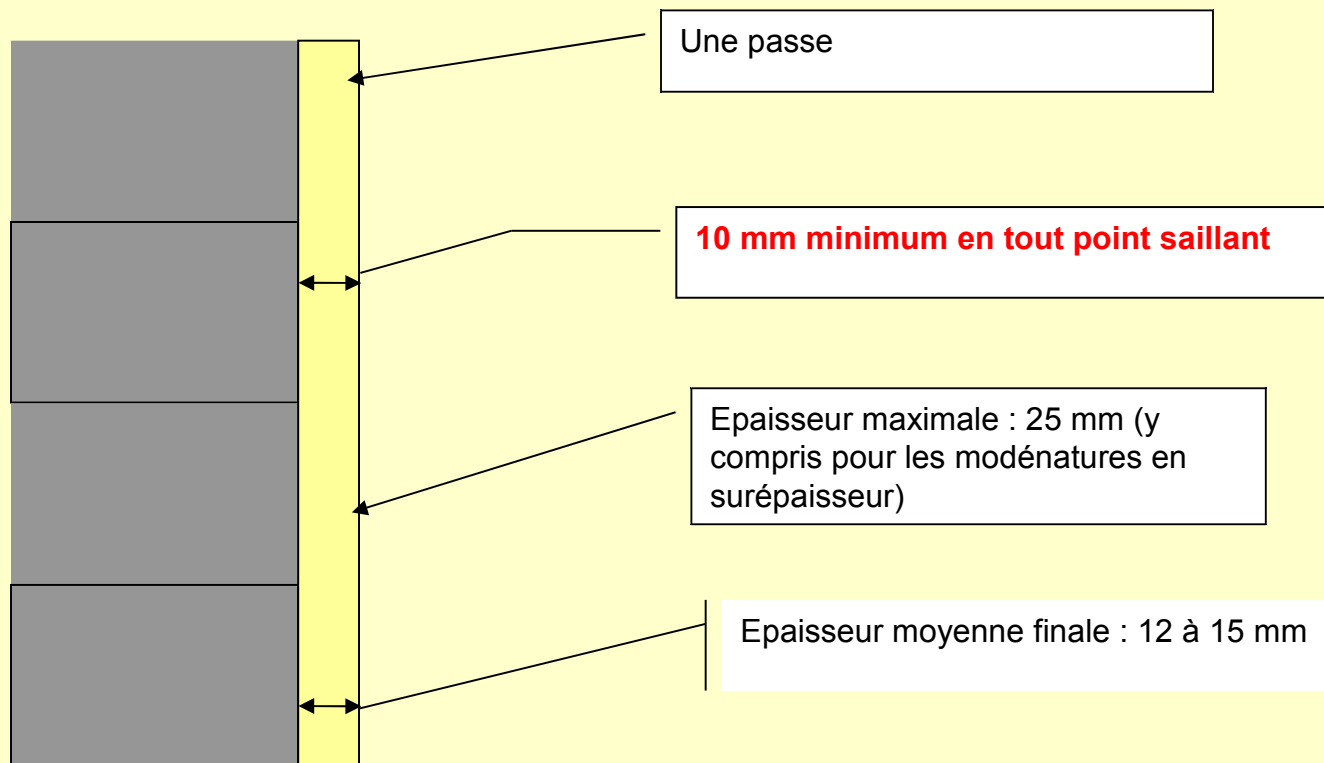 Une passe
10 mm minimum en tout point saillant
Epaisseur maximale : 25 mm (y
compris pour les modénatures en
surépaisseur)
Epaisseur moyenne finale : 12 à 15 mm